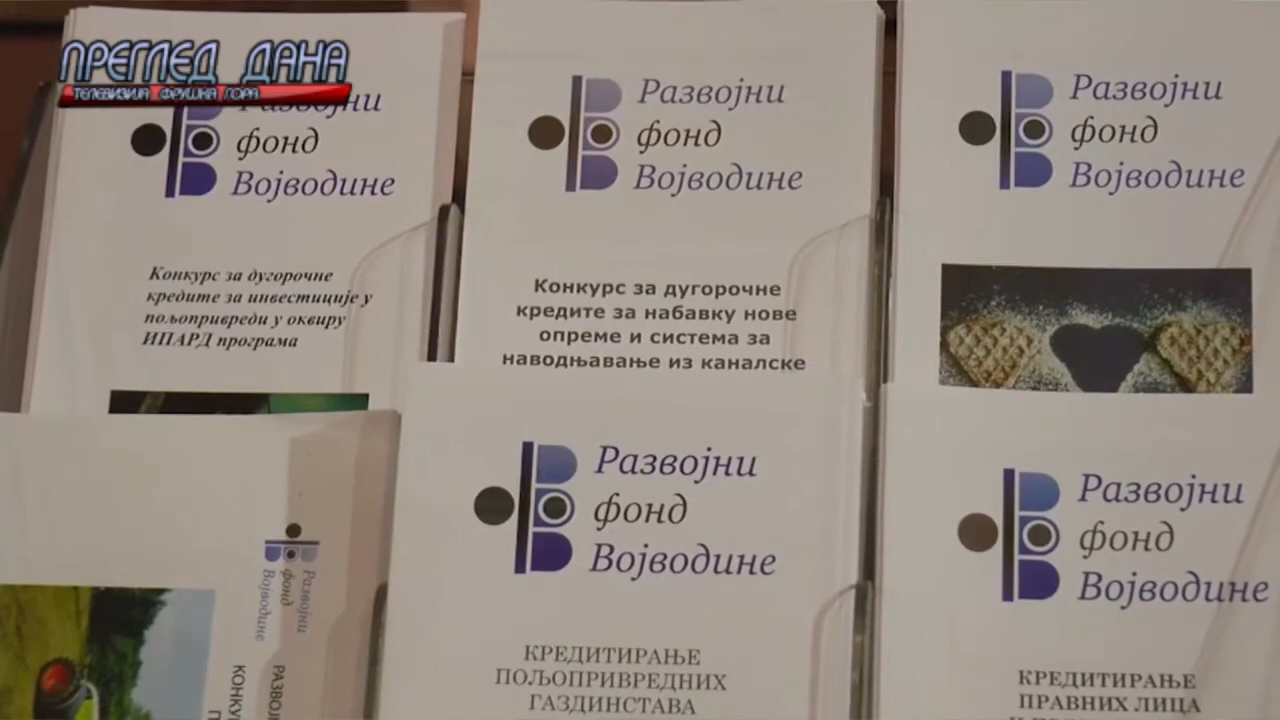 ПРЕГЛЕД ДАНА
ТЕЛЕВИЗИЈА ФРУШКА ГОРА
Развојни
фонд
Војводине
Конкурс за дугорочне
кредите за инвестиције у
пољопривреди у оквиру
ИПАРД програма
Развојни
фонд
Војводине
Конкурс за дугорочне
кредите за набавку нове
опреме и система за
наводњавање из каналске
Развојни
фонд
Војводине
Развојни
фонд
Војводине
Развојни
фонд
Војводине
КРЕДИТИРАЊЕ
ПОЉОПРИВРЕДНИХ
ГАЗДИНСТАВА
Развојни
фонд
Војводине
КРЕДИТИРАЊЕ
ПРАВНИХ ЛИЦА